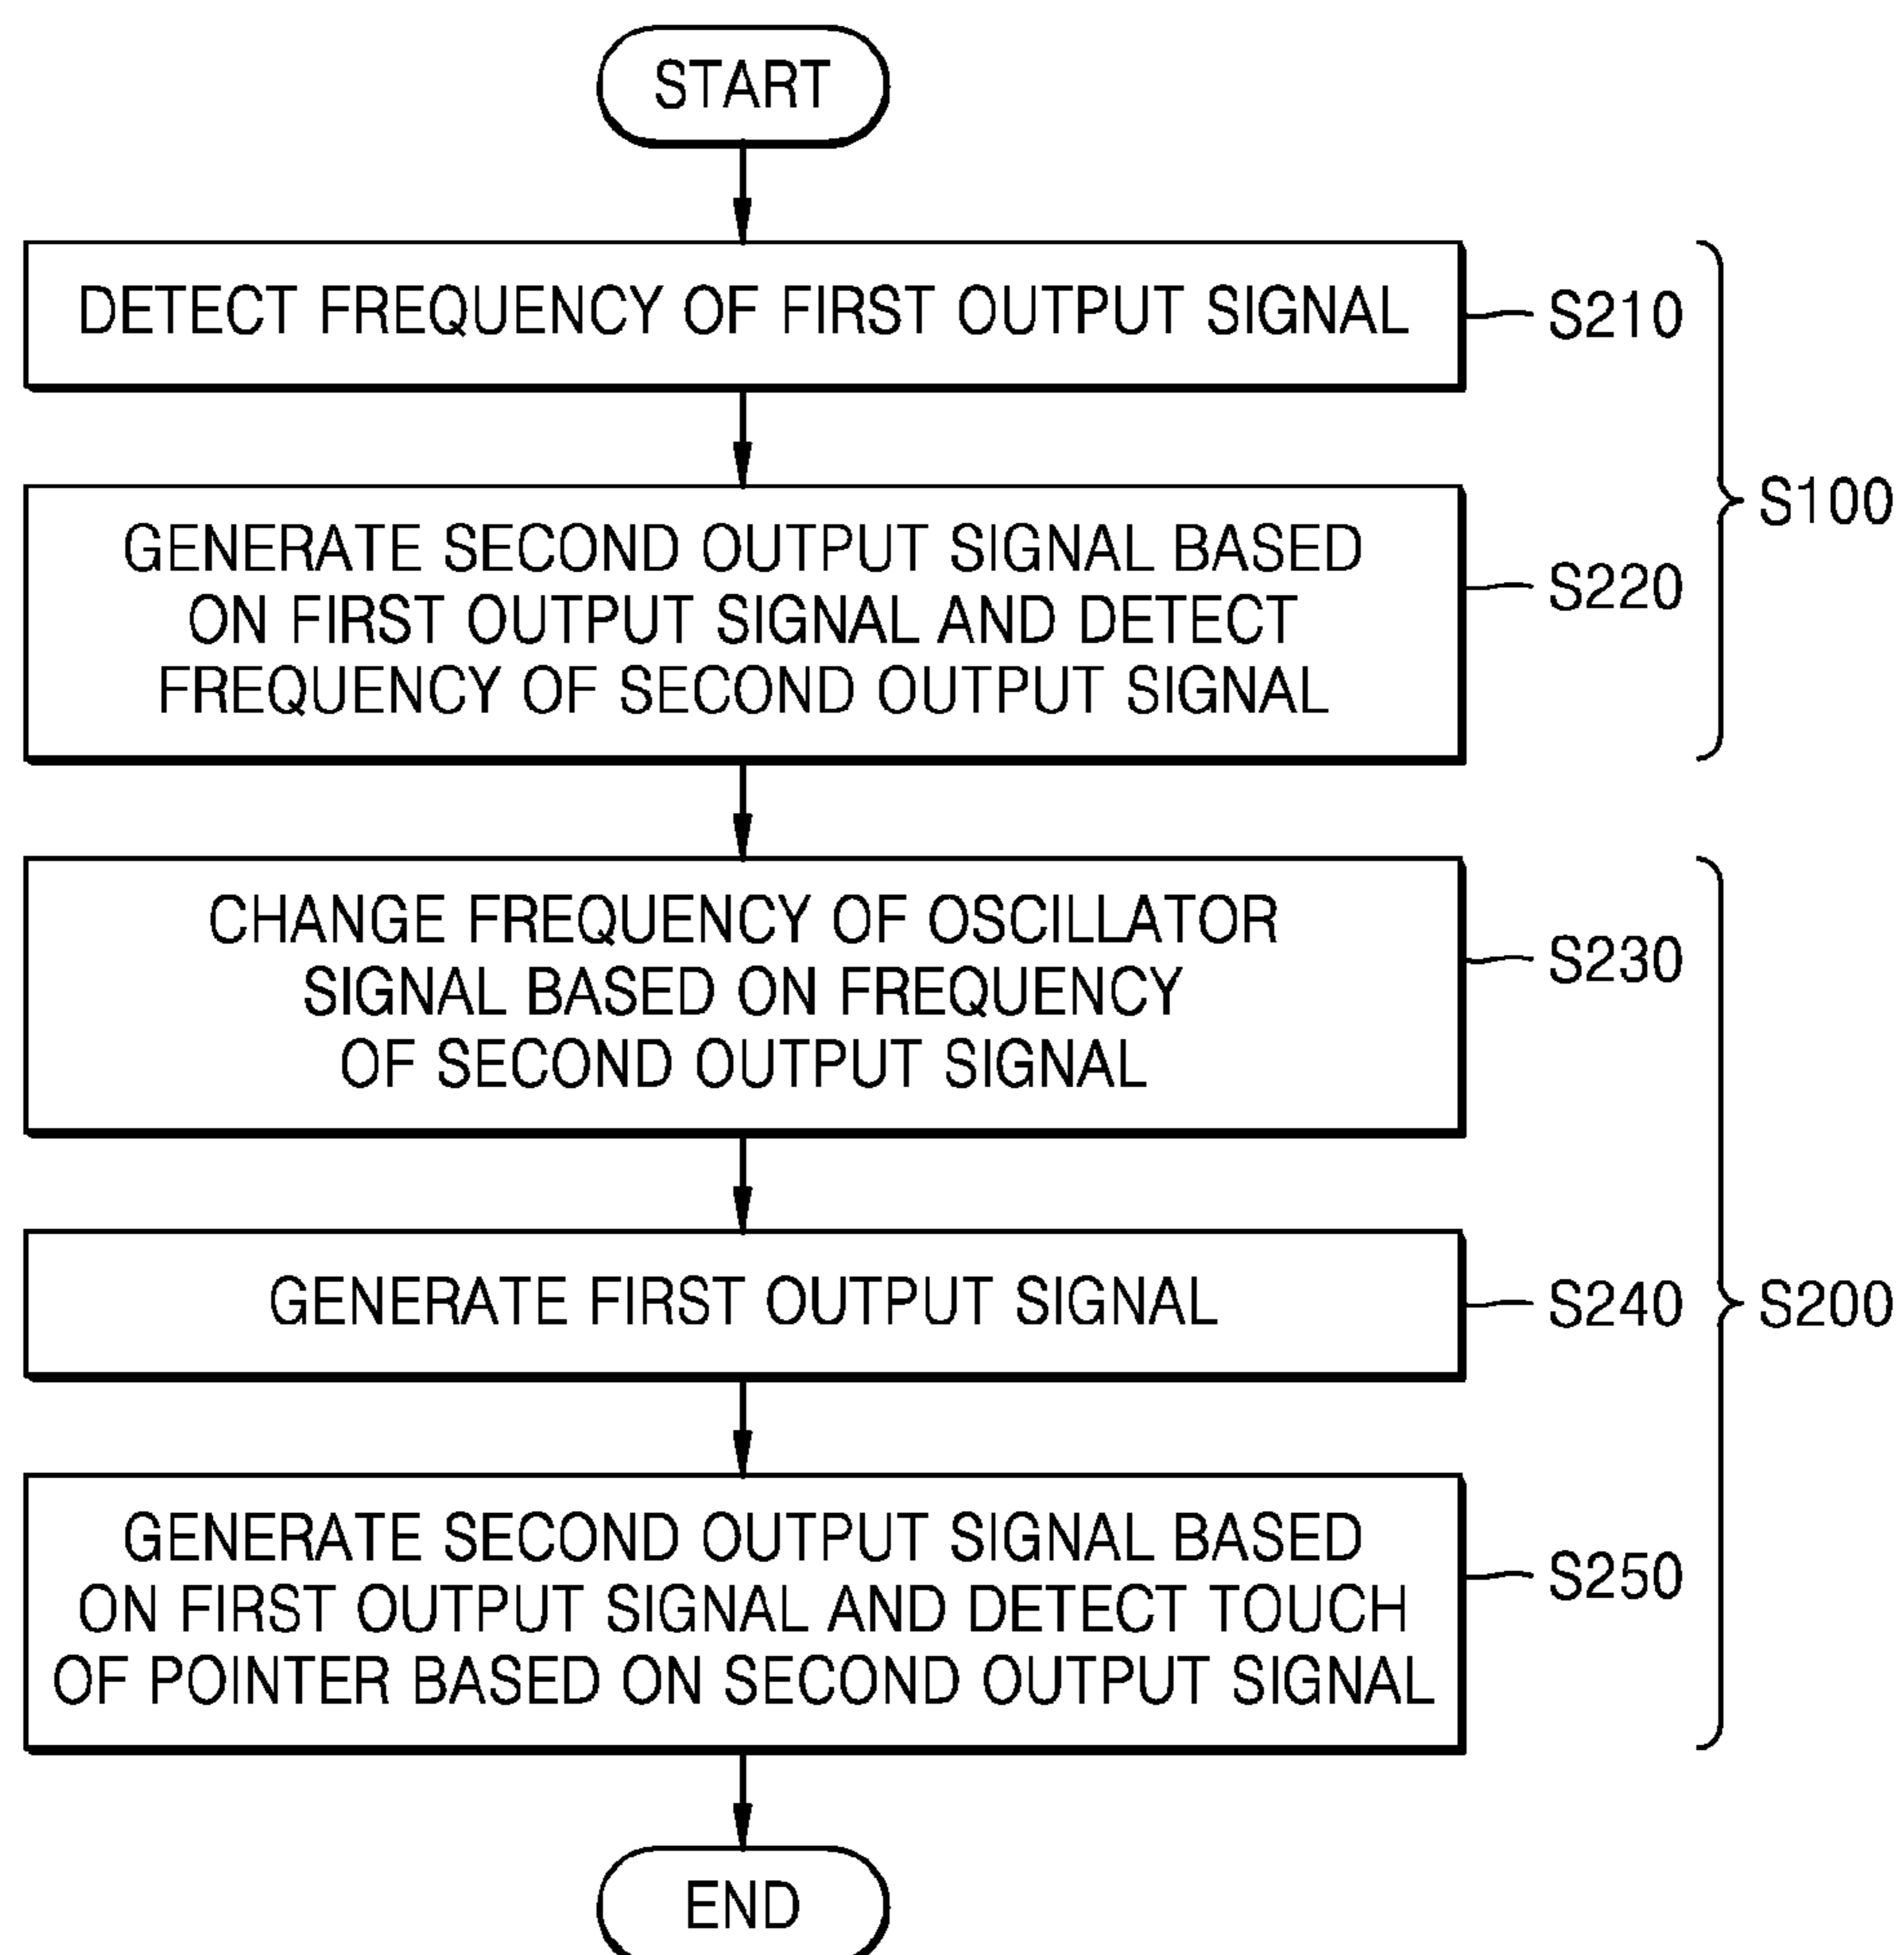 START
DETECT FREQUENCY OF FIRST OUTPUT SIGNAL
S210
GENERATE SECOND OUTPUT SIGNAL BASED
ON FIRST OUTPUT SIGNAL AND DETECT
FREQUENCY OF SECOND OUTPUT SIGNAL
S220
S100
CHANGE FREQUENCY OF OSCILLATOR
SIGNAL BASED ON FREQUENCY
OF SECOND OUTPUT SIGNAL
S230
GENERATE FIRST OUTPUT SIGNAL
S240
S200
GENERATE SECOND OUTPUT SIGNAL BASED
ON FIRST OUTPUT SIGNAL AND DETECT TOUCH
OF POINTER BASED ON SECOND OUTPUT SIGNAL
S250
END